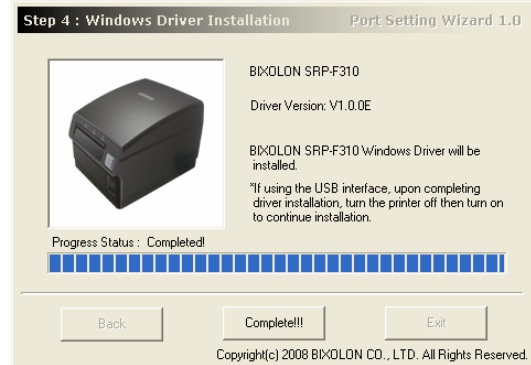 Step 4 : Windows Driver Installation
Port Setting Wizard 1.0
BIXOLON SRP-F310
Driver Version: V1.0.0E
BIXOLON SRP-F310 Windows Driver will be
installed.
*If using the USB interface, upon completing
driver installation, turn the printer off then turn on
to continue installation.
Progress Status : Completed!
Back
Complete!!!
Exit
Copyright(c) 2008 BIXOLON CO., LTD. All Rights Reserved.